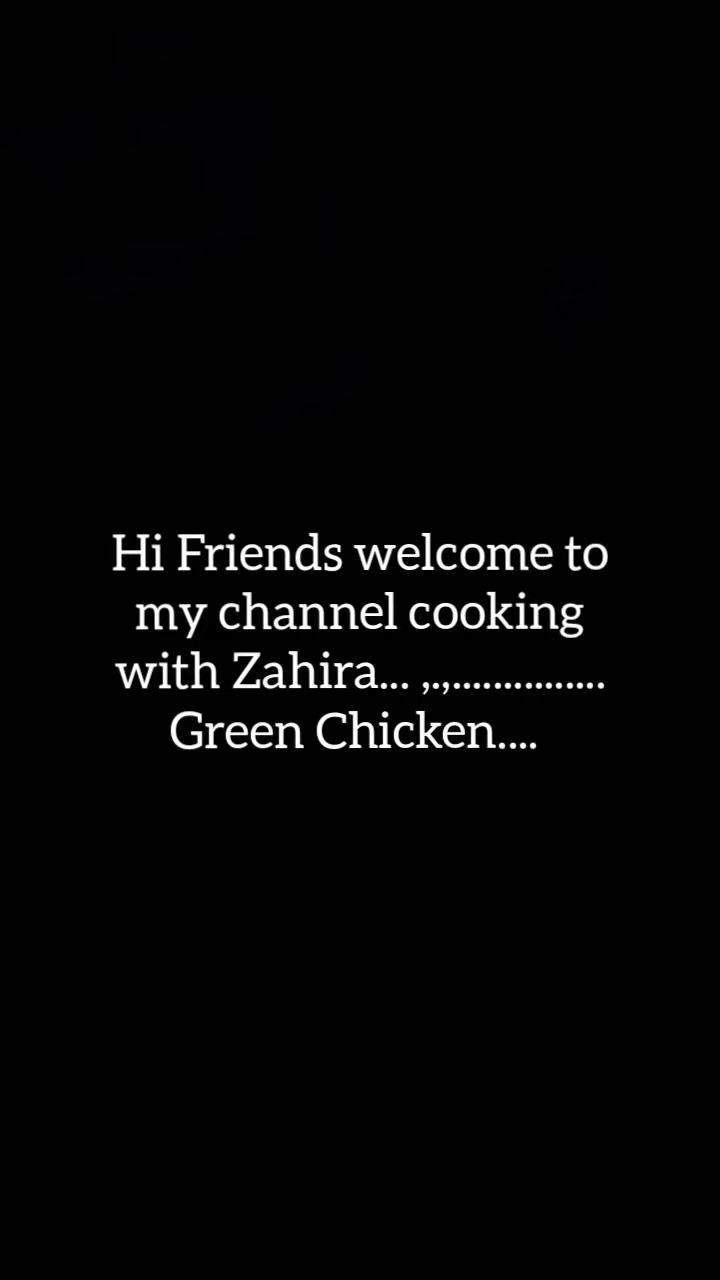 Hi Friends welcome to
my channel cooking
with Zahira... ,.,...............
Green Chicken....